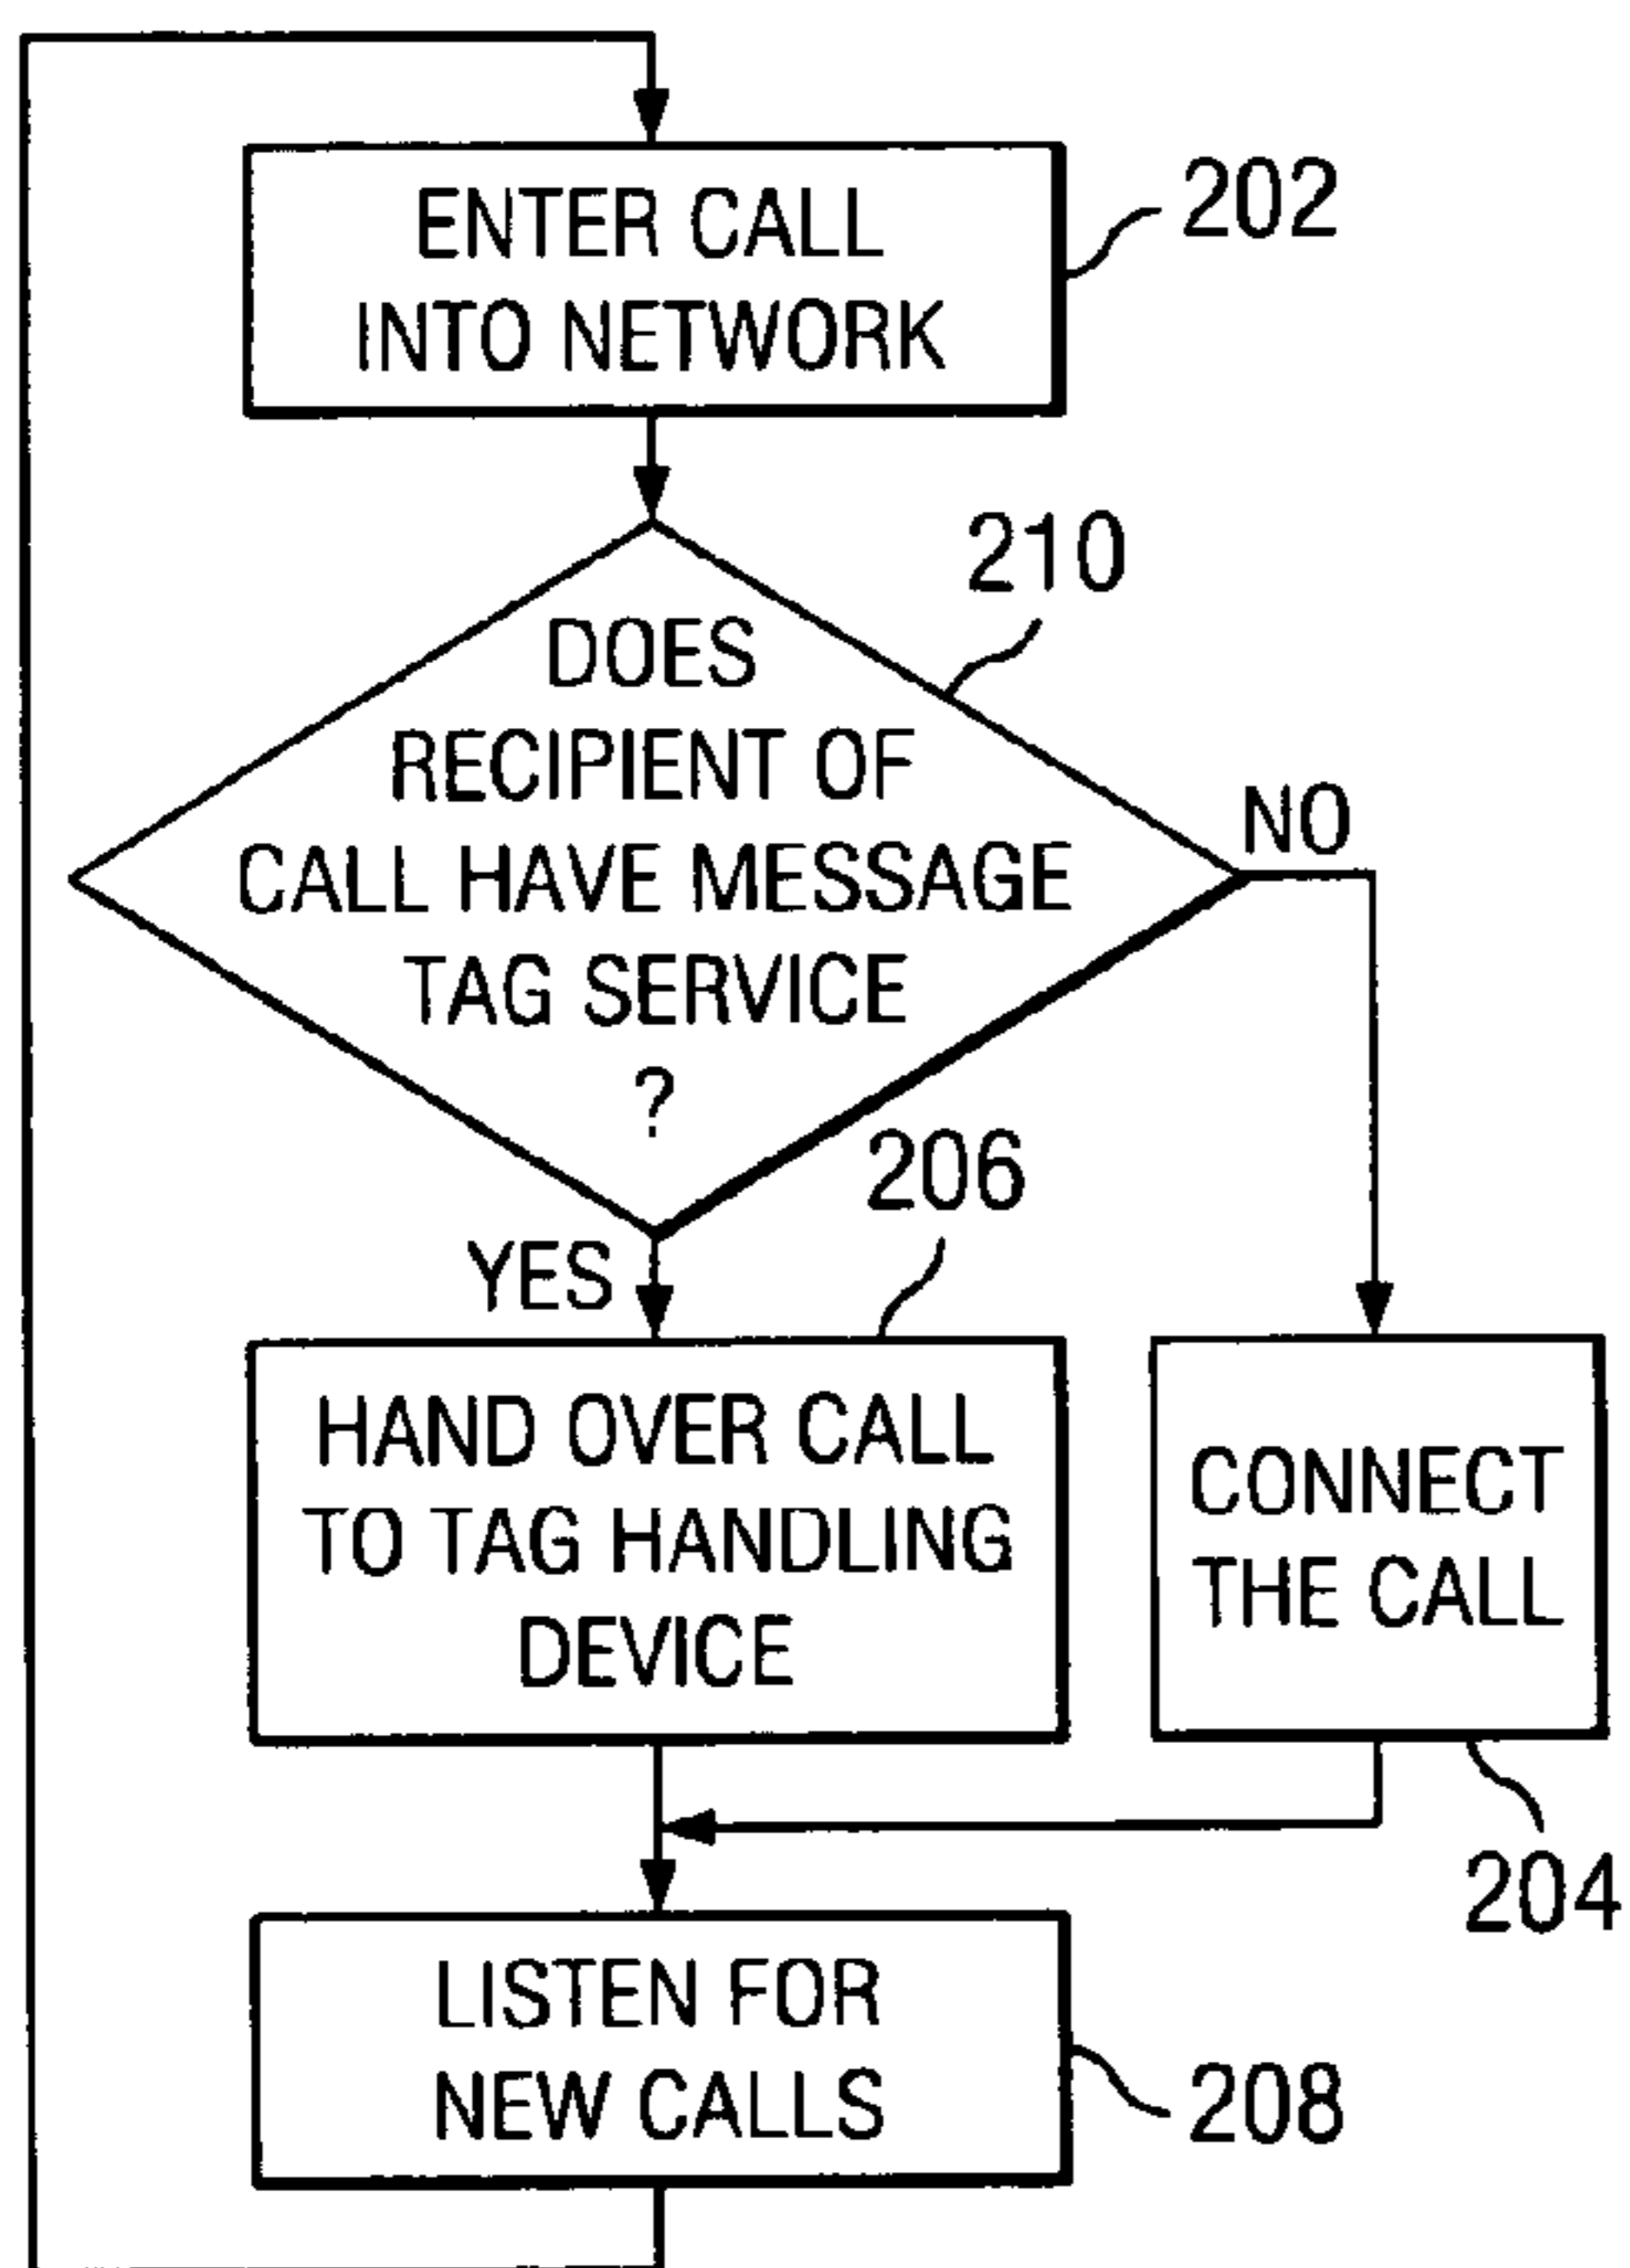 ENTER CALL
INTO NETWORK
202
210
DOES
RECIPIENT OF
CALL HAVE MESSAGE
TAG SERVICE
?
NO
YES
206
HAND OVER CALL
TO TAG HANDLING
DEVICE
CONNECT
THE CALL
204
LISTEN FOR
NEW CALLS
208